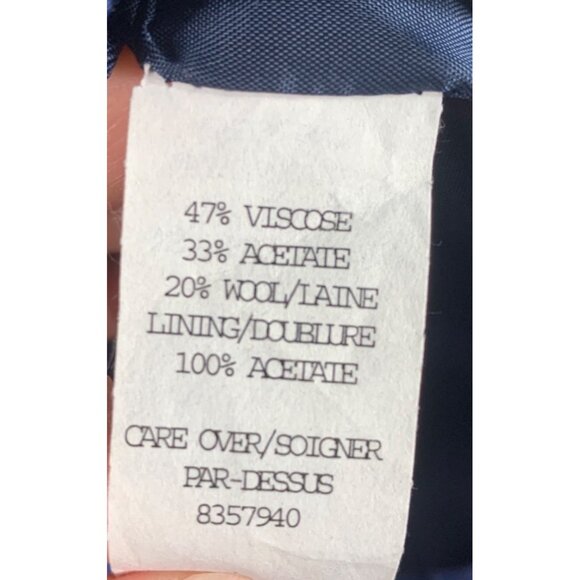 47% VISCOSE
33% ACETATE
20% WOOL/LAINE
LINING/DOUBLURE
100% ACETATE
CARE OVER/SOIGNER
PAR-DESSUS
8357940